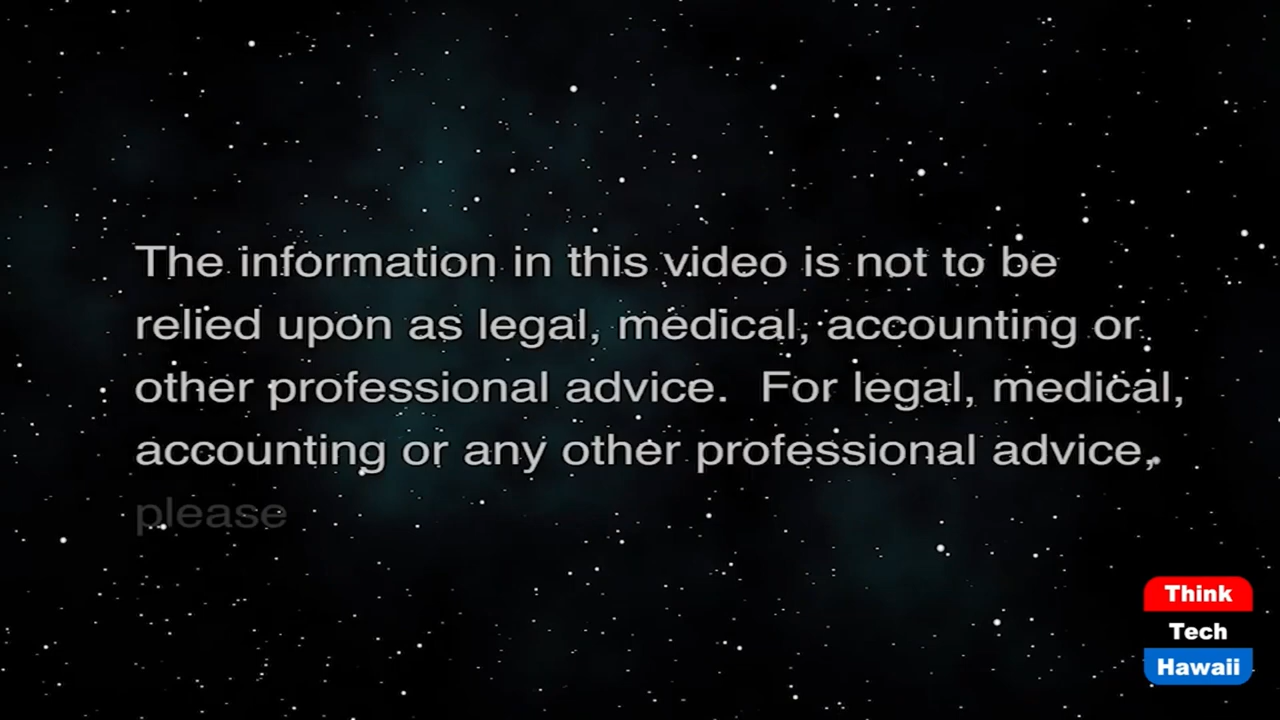 The information in this video is not to be
relied upon as legal, medical, accounting or
other professional advice.  For legal, medical,
accounting or any other professional advice,
please
Think
Tech
Hawaii